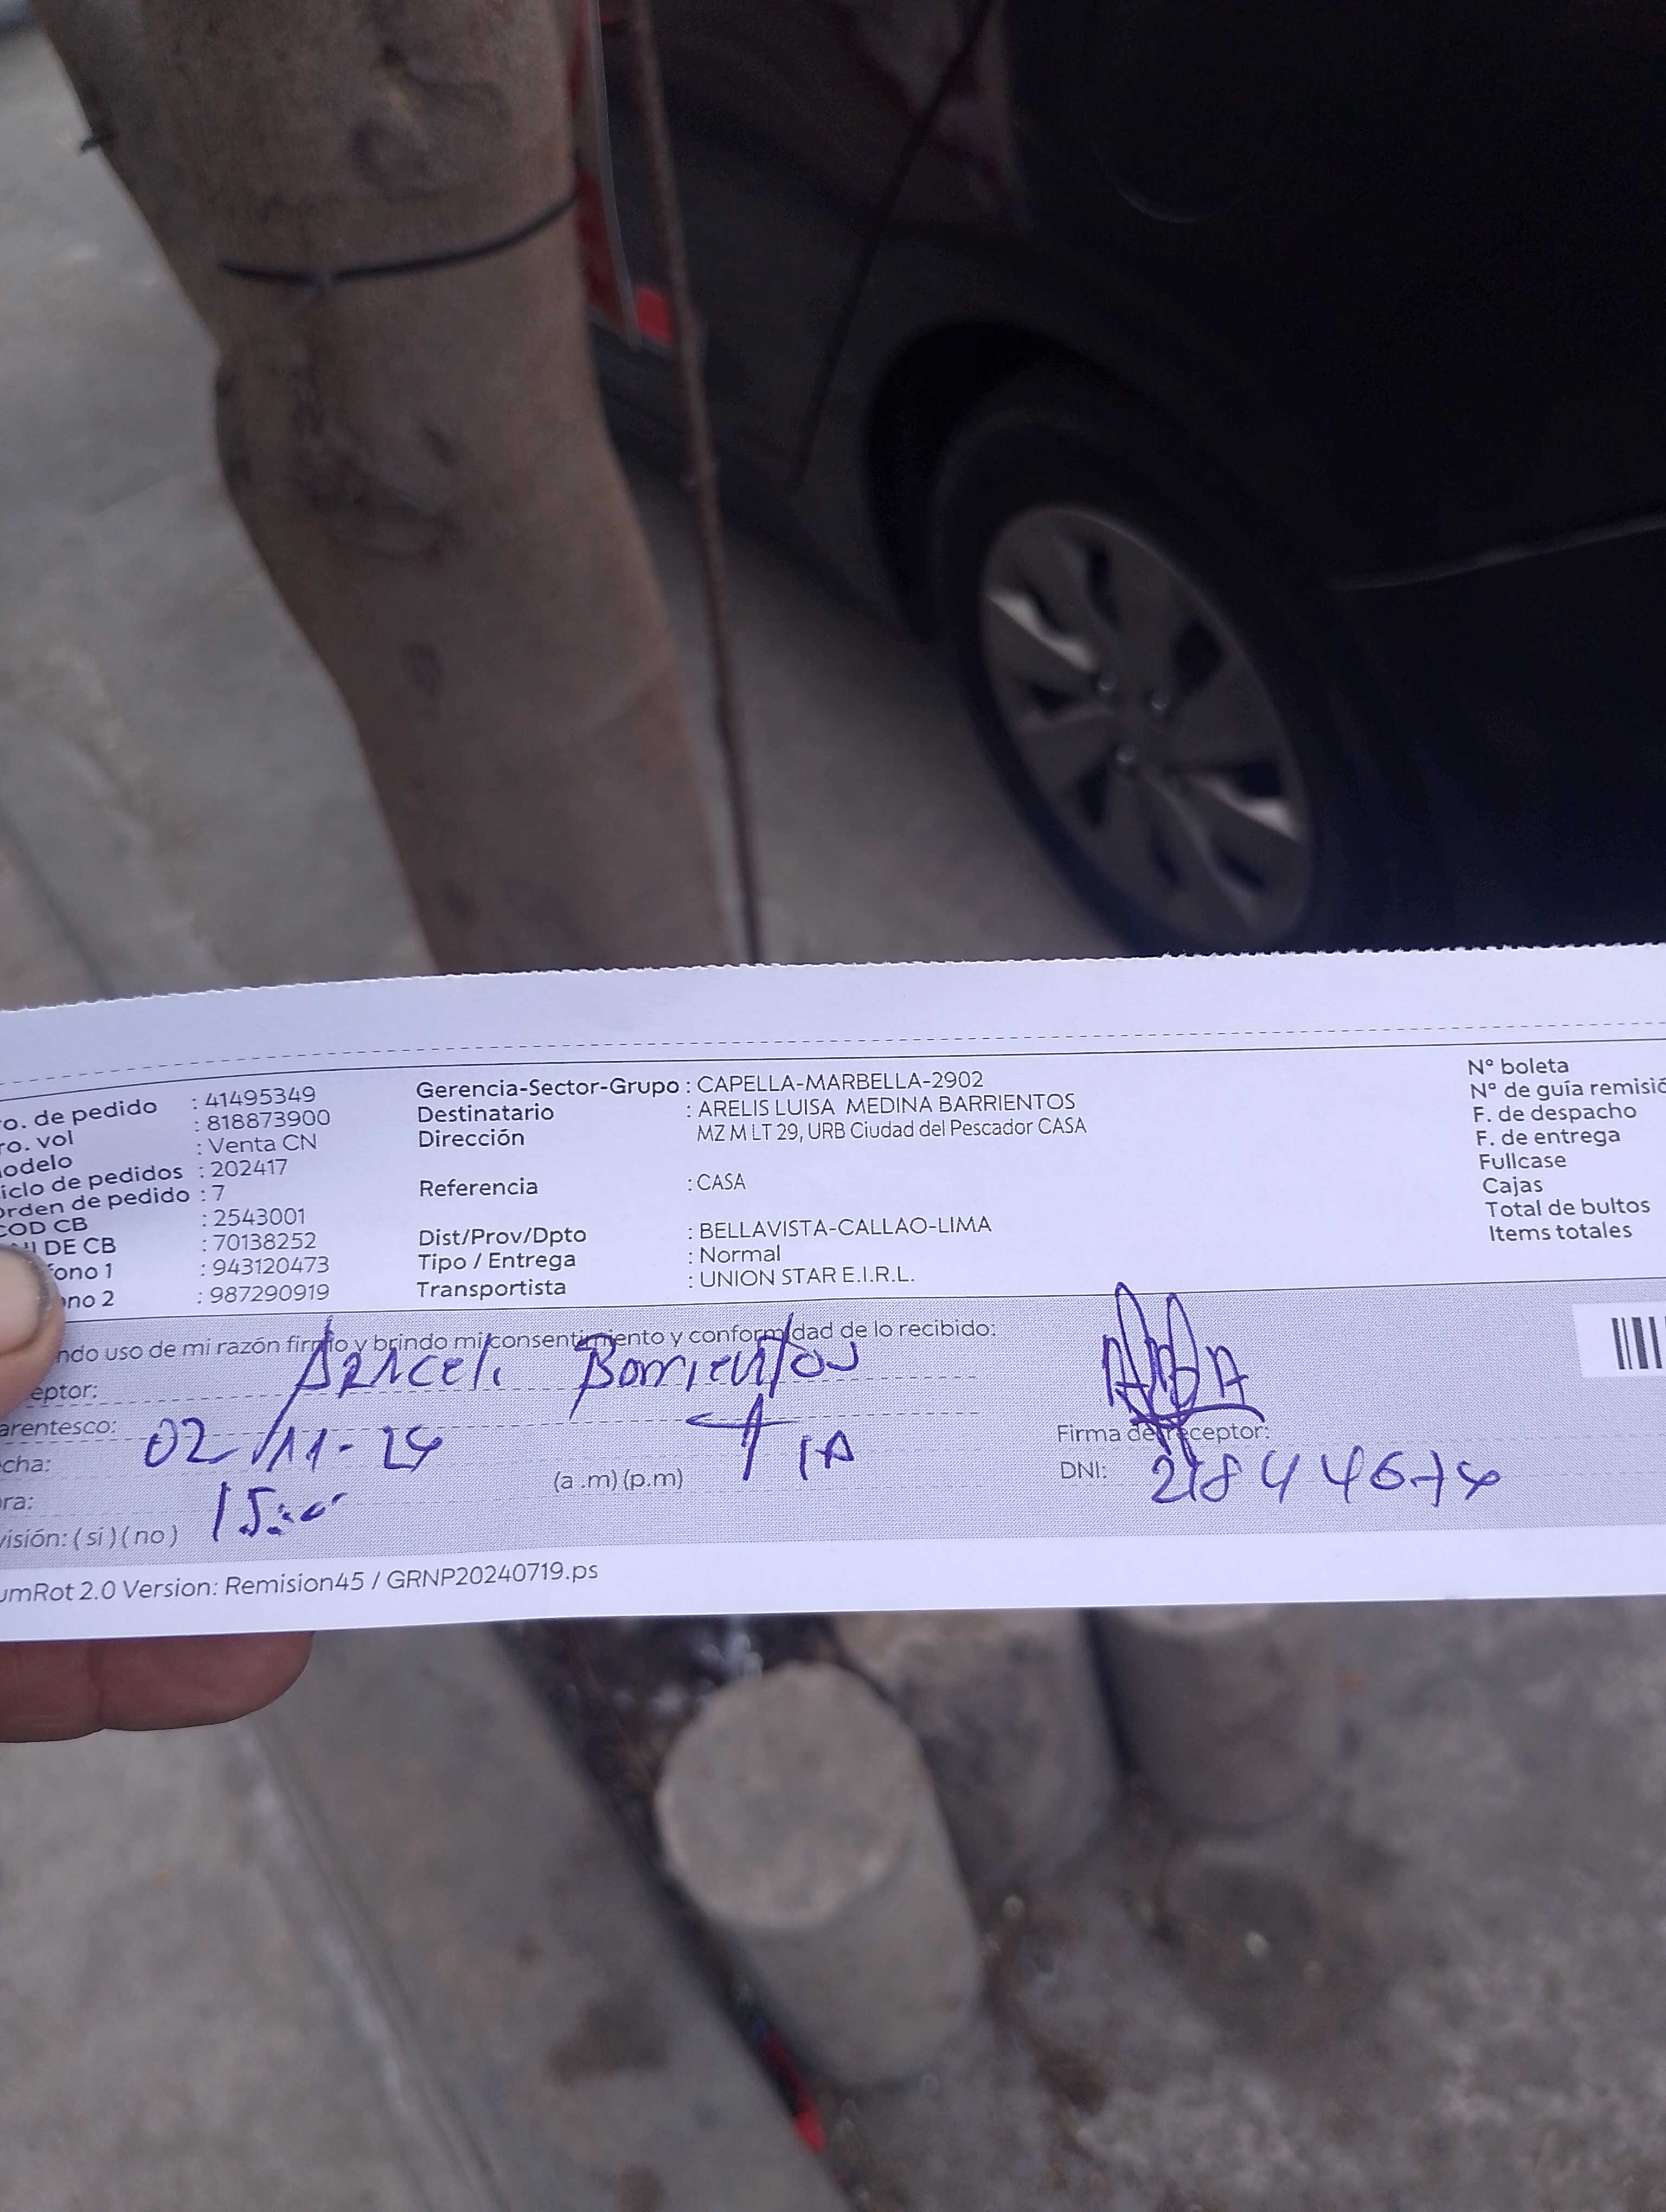 ro. de pedido : 41495349
ro. vol : 818873900
odelo : Venta CN
iclo de pedidos : 202417
rden de pedido : 7
COD CB : 2543001
DE CB : 70138252
fono 1 : 943120473
ono 2 : 987290919
Gerencia-Sector-Grupo : CAPELLA-MARBELLA-2902
Destinatario : ARELIS LUISA MEDINA BARRIENTOS
Dirección MZ M LT 29, URB Ciudad del Pescador CASA
Referencia : CASA
Dist/Prov/Dpto : BELLAVISTA-CALLAO-LIMA
Tipo / Entrega : Normal
Transportista : UNION STAR E.I.R.L.
N° boleta
N° de guía remisió
F. de despacho
F. de entrega
Fullcase
Cajas
Total de bultos
Items totales
ndo uso de mi razón firmo y brindo mi consentimiento y conformidad de lo recibido:
eptor: Araceli Barrientos
arentesco: TIA
cha: 02/11-24
(a .m) (p.m)
ra: 15:00
visión: ( si ) ( no )
Firma de receptor:
DNI:
umRot 2.0 Version: Remision45 / GRNP20240719.ps